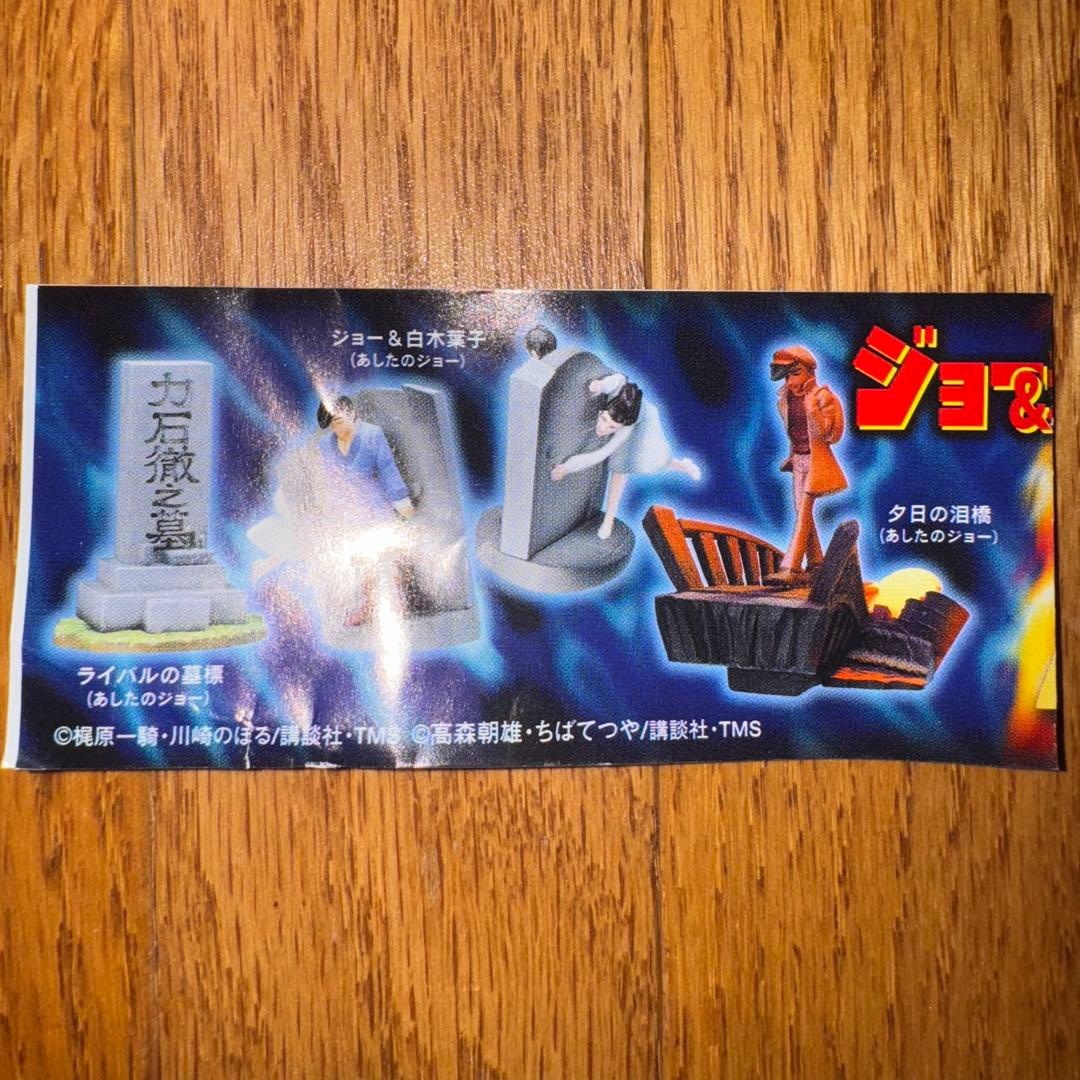 ジョー&白木葉子
(あしたのジョー)
ジョー&
力石徹之墓
夕日の泪橋
(あしたのジョー)
ライバルの墓標
(あしたのジョー)
©梶原一騎・川崎のぼる/講談社・TMS ©高森朝雄・ちばてつや/講談社・TMS